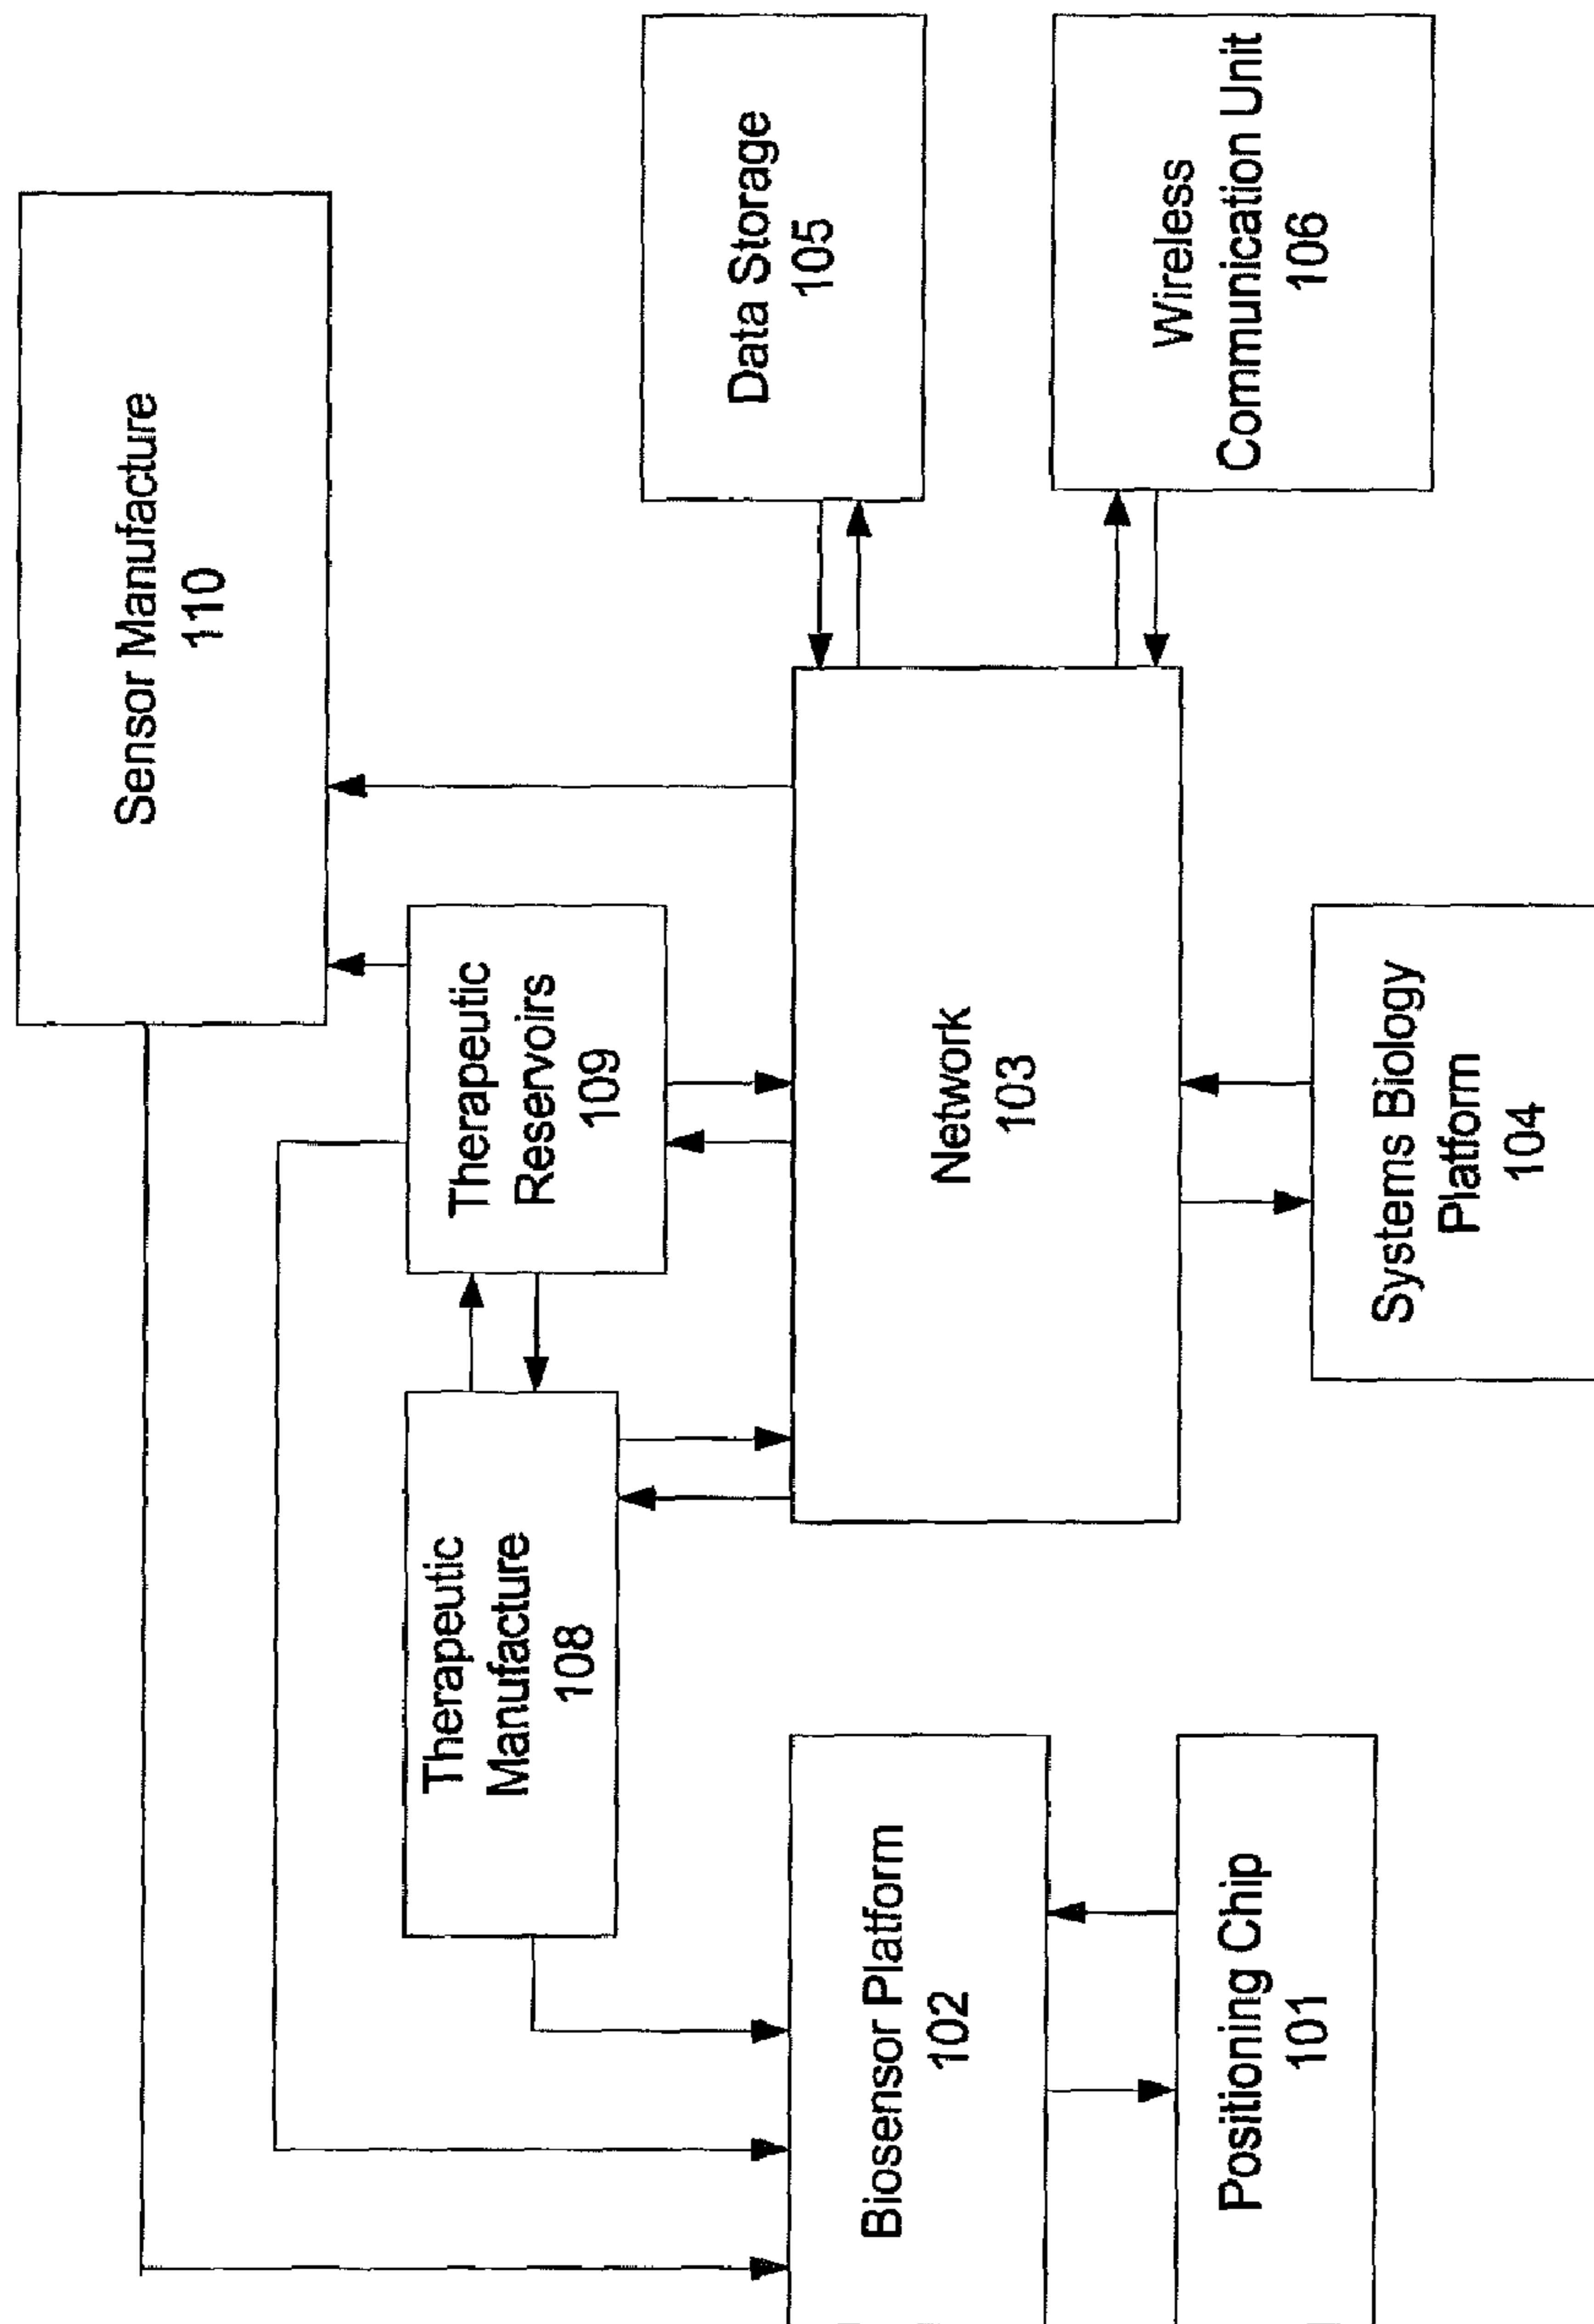 Sensor Manufacture
110
Data Storage
105
Wireless
Communication Unit
106
Therapeutic
Reservoirs
109
Therapeutic
Manufacture
108
Network
103
Systems Biology
Platform
104
Biosensor Platform
102
Positioning Chip
101